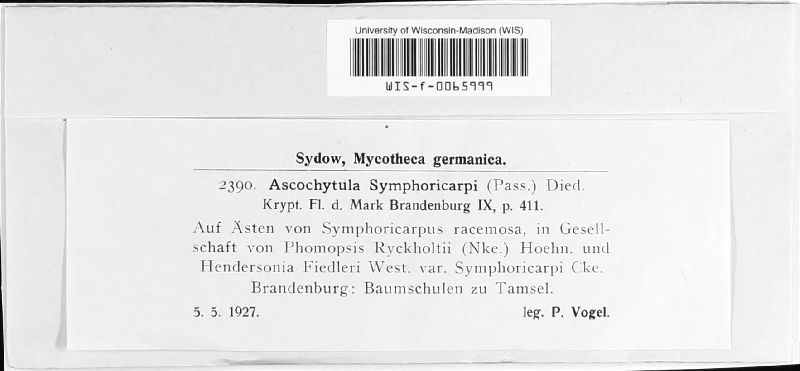 University of Wisconsin-Madison (WIS)
WIS-f-0065999
Sydow, Mycotheca germanica.
2390. Ascochytula Symphoricarpi (Pass.) Died.
Krypt. Fl. d. Mark Brandenburg IX, p. 411.
Auf Ästen von Symphoricarpus racemosa, in Gesell-
schaft von Phomopsis Ryckholtii (Nke.) Hoehn. und
Hendersonia Fiedleri West. var. Symphoricarpi Cke.
Brandenburg: Baumschulen zu Tamsel.
5. 5. 1927. leg. P. Vogel.